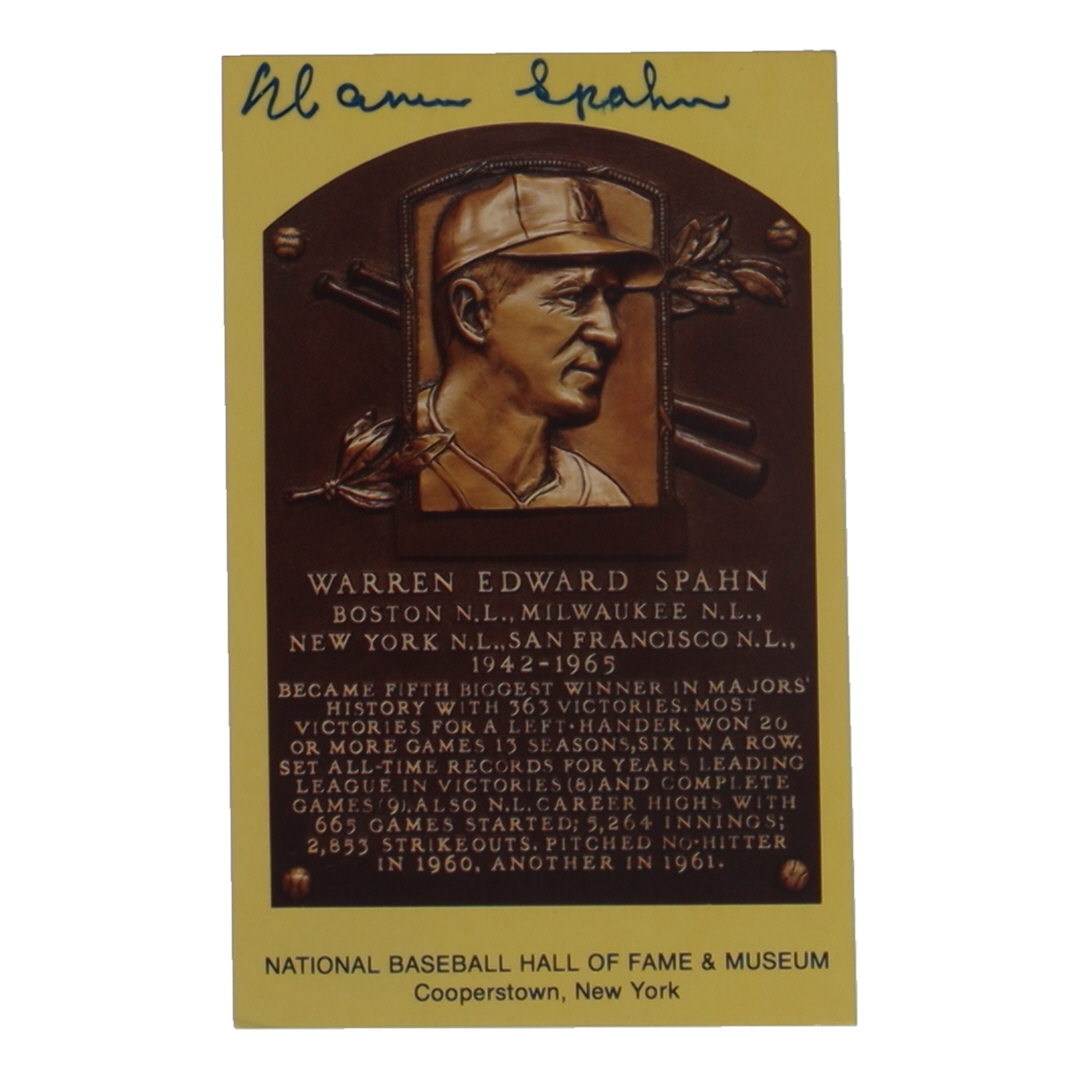 Warren Spahn
WARREN EDWARD SPAHN
BOSTON N.L., MILWAUKEE N.L.,
NEW YORK N.L., SAN FRANCISCO N.L.,
1942-1965
BECAME FIFTH BIGGEST WINNER IN MAJORS'
HISTORY WITH 363 VICTORIES. MOST
VICTORIES FOR A LEFT-HANDER. WON 20
OR MORE GAMES 13 SEASONS, SIX IN A ROW.
SET ALL-TIME RECORDS FOR YEARS LEADING
LEAGUE IN VICTORIES (8) AND COMPLETE
GAMES (9). ALSO N.L. CAREER HIGHS WITH
665 GAMES STARTED; 5,264 INNINGS;
2,853 STRIKEOUTS. PITCHED NO-HITTER
IN 1960, ANOTHER IN 1961.
NATIONAL BASEBALL HALL OF FAME & MUSEUM
Cooperstown, New York